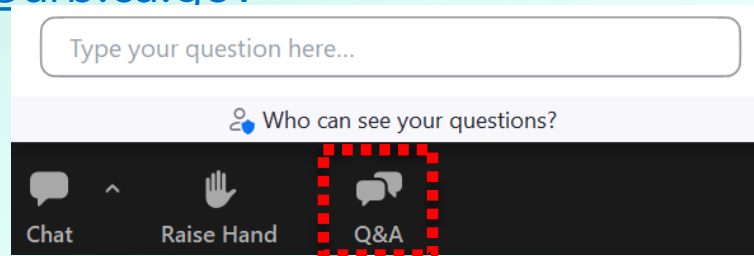 Type your question here...
Who can see your questions?
Chat Raise Hand Q&A